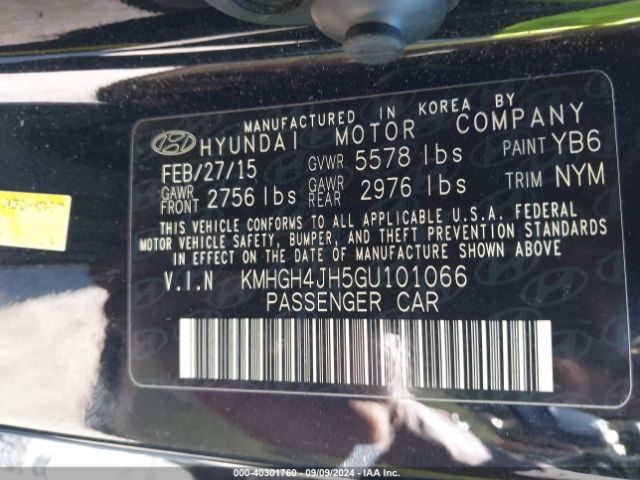 MANUFACTURED IN KOREA BY
HYUNDAI MOTOR COMPANY
FEB/27/15 GVWR 5578 lbs PAINT YB6
GAWR FRONT 2756 lbs GAWR REAR 2976 lbs TRIM NYM
THIS VEHICLE CONFORMS TO ALL APPLICABLE U.S.A. FEDERAL
MOTOR VEHICLE SAFETY, BUMPER, AND THEFT PREVENTION STANDARDS
IN EFFECT ON THE DATE OF MANUFACTURE SHOWN ABOVE.
V.I.N KMHGH4JH5GU101066
PASSENGER CAR
000-40301760 - 09/09/2024 - IAA Inc.